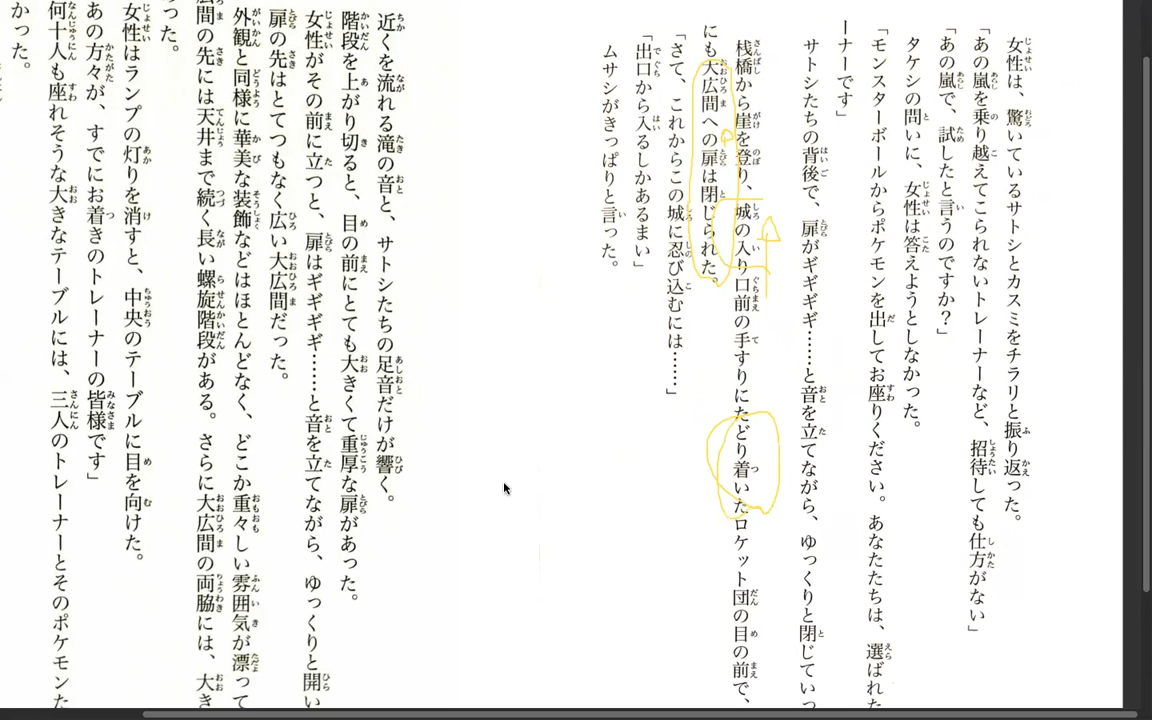 女性は、驚いているサトシとカスミをチラリと振り返った。
「あの嵐を乗り越えてこられないトレーナーなど、招待しても仕方がない」
「あの嵐で、試したと言うのですか?」
タケシの問いに、女性は答えようとしなかった。
「モンスターボールからポケモンを出してお座りください。あなたたちは、選ばれた
ーナーです」
サトシたちの背後で、扉がギギギギ……と音を立てながら、ゆっくりと閉じていっ
桟橋から崖を登り、城の入り口前の手すりにたどり着いたロケット団の目の前で、
にも大広間への扉は閉じられた。
「さて、これからこの城に忍び込むには……」
「出口から入るしかあるまい」
ムサシがきっぱりと言った。
近くを流れる滝の音と、サトシたちの足音だけが響く。
階段を上がり切ると、目の前にとても大きくて重厚な扉があった。
女性がその前に立つと、扉はギギギギ……と音を立てながら、ゆっくりと開い
扉の先はとてつもなく広い大広間だった。
外観と同様に華美な装飾などはほとんどなく、どこか重々しい雰囲気が漂って
広間の先には天井まで続く長い螺旋階段がある。さらに大広間の両脇には、大き
った。
女性はランプの灯りを消すと、中央のテーブルに目を向けた。
あの方々が、すでにお着きのトレーナーの皆様です」
何十人も座れそうな大きなテーブルには、三人のトレーナーとそのポケモンた
かった。